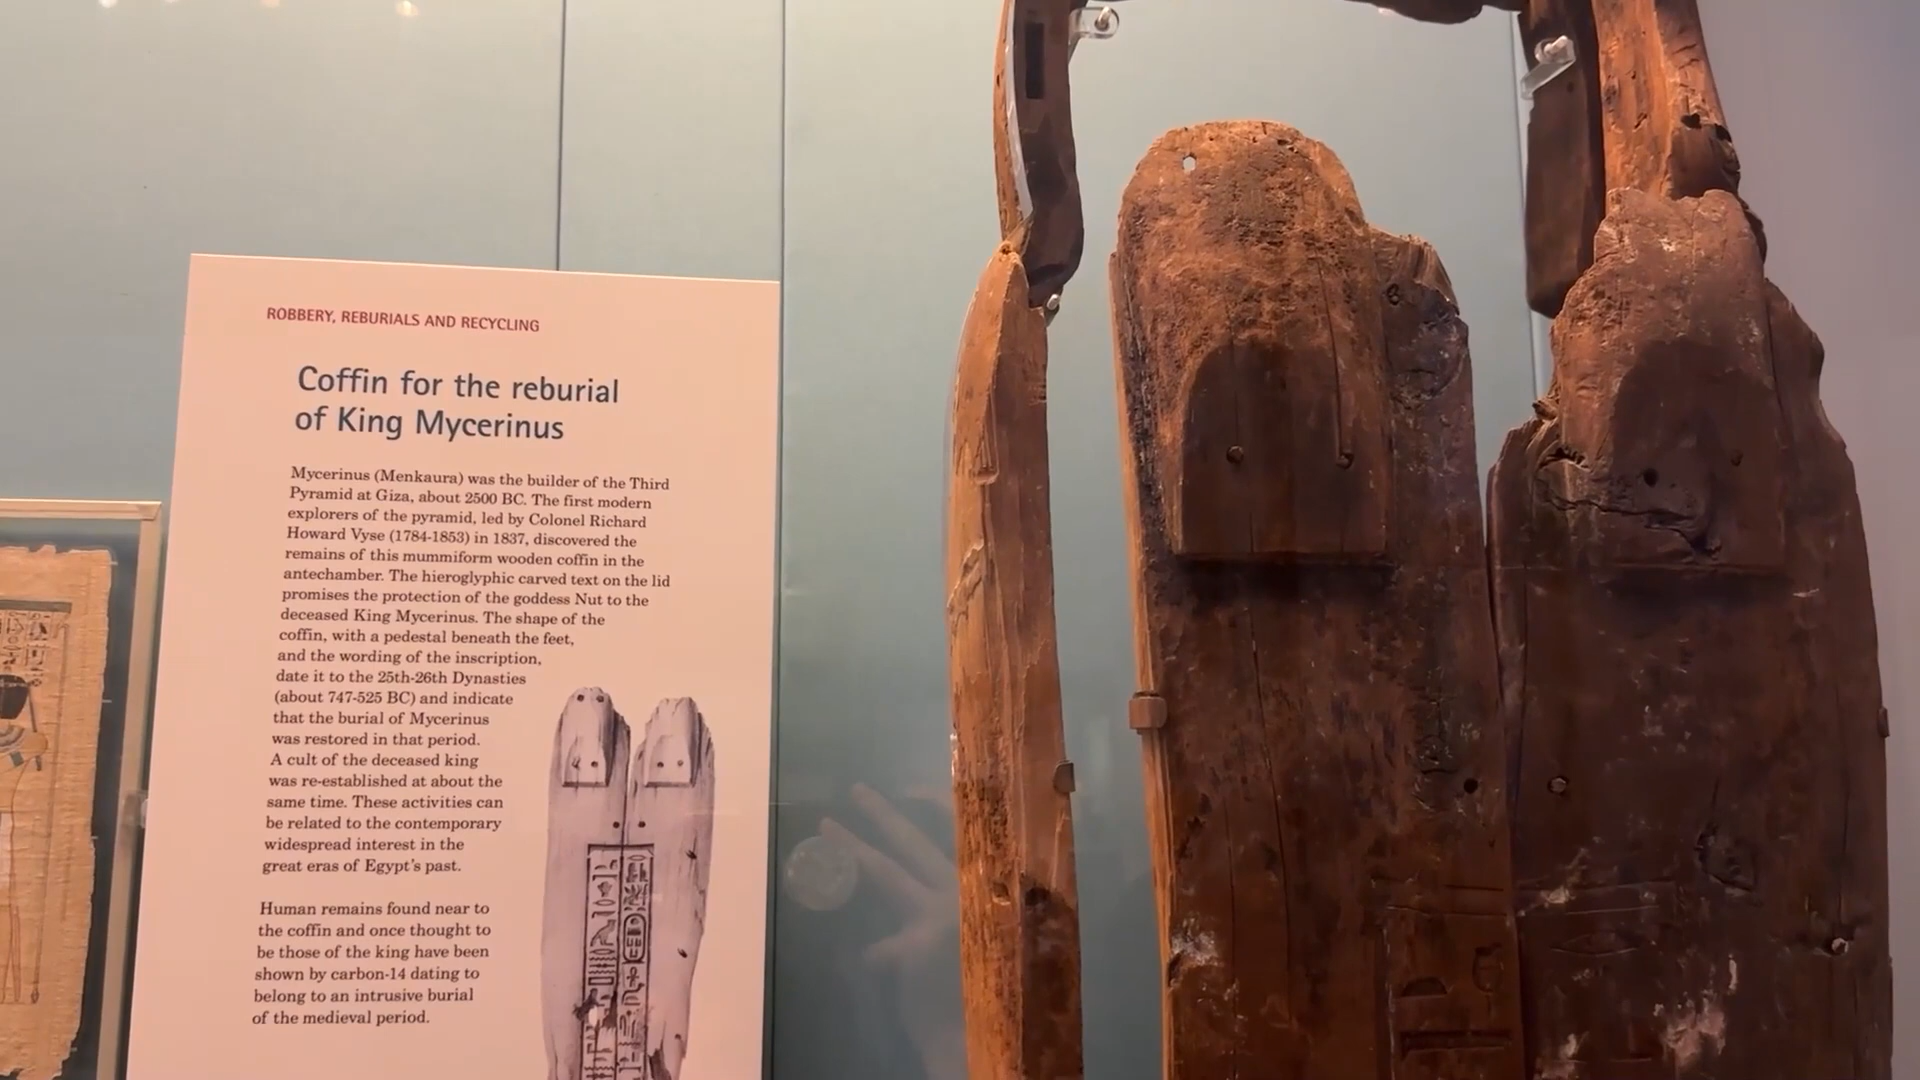 ROBBERY, REBURIALS AND RECYCLING
Coffin for the reburial
of King Mycerinus
Mycerinus (Menkaura) was the builder of the Third
Pyramid at Giza, about 2500 BC. The first modern
explorers of the pyramid, led by Colonel Richard
Howard Vyse (1784-1853) in 1837, discovered the
remains of this mummiform wooden coffin in the
antechamber. The hieroglyphic carved text on the lid
promises the protection of the goddess Nut to the
deceased King Mycerinus. The shape of the
coffin, with a pedestal beneath the feet,
and the wording of the inscription,
date it to the 25th-26th Dynasties
(about 747-525 BC) and indicate
that the burial of Mycerinus
was restored in that period.
A cult of the deceased king
was re-established at about the
same time. These activities can
be related to the contemporary
widespread interest in the
great eras of Egypt's past.
Human remains found near to
the coffin and once thought to
be those of the king have been
shown by carbon-14 dating to
belong to an intrusive burial
of the medieval period.